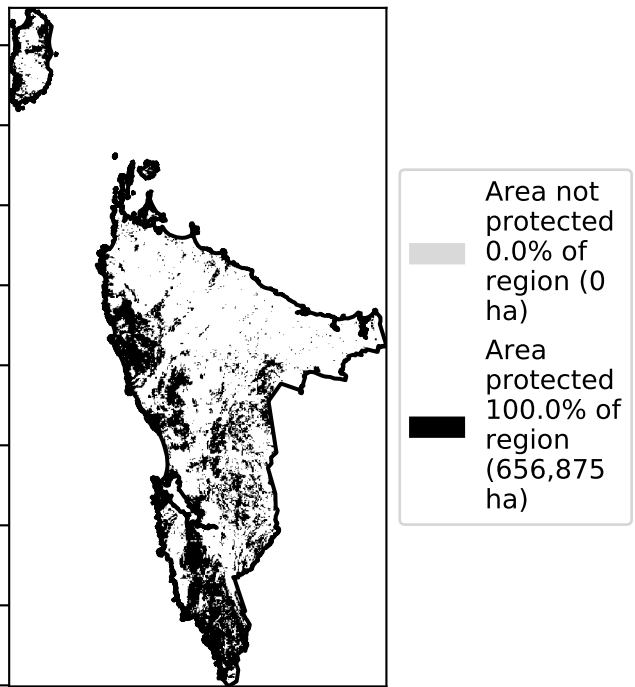 Area not
protected
0.0% of
region (0
ha)
Area
protected
100.0% of
region
(656,875
ha)